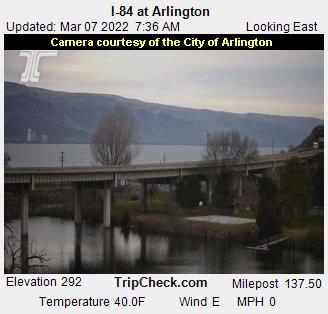 I-84 at Arlington
Updated: Mar 07 2022 7:36 AM Looking East
Camera courtesy of the City of Arlington
Elevation 292 TripCheck.com Milepost 137.50
Temperature 40.0F Wind E MPH 0